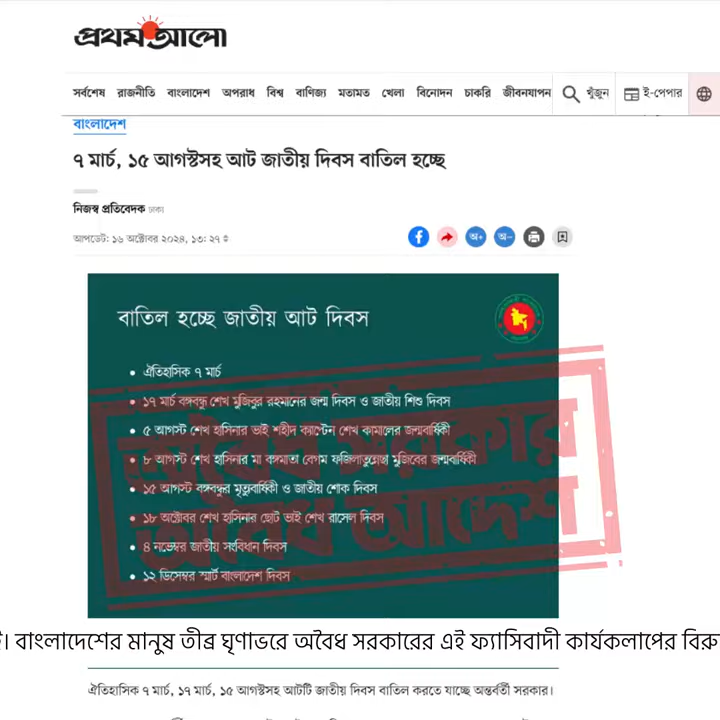 প্রথম আলো
সর্বশেষ রাজনীতি বাংলাদেশ অপরাধ বিশ্ব বাণিজ্য মতামত খেলা বিনোদন চাকরি জীবনযাপন খুঁজুন ই-পেপার
বাংলাদেশ
৭ মার্চ, ১৫ আগস্টসহ আট জাতীয় দিবস বাতিল হচ্ছে
নিজস্ব প্রতিবেদক ঢাকা
আপডেট: ১৬ অক্টোবর ২০২৪, ১৩: ২৭
অ+ অ-
বাতিল হচ্ছে জাতীয় আট দিবস
• ঐতিহাসিক ৭ মার্চ
• ১৭ মার্চ বঙ্গবন্ধু শেখ মুজিবুর রহমানের জন্ম দিবস ও জাতীয় শিশু দিবস
• ৫ আগস্ট শেখ হাসিনার ভাই শহীদ ক্যাপ্টেন শেখ কামালের জন্মবার্ষিকী
• ৮ আগস্ট শেখ হাসিনার মা বঙ্গমাতা বেগম ফজিলাতুন্নেছা মুজিবের জন্মবার্ষিকী
• ১৫ আগস্ট বঙ্গবন্ধুর মৃত্যুবার্ষিকী ও জাতীয় শোক দিবস
• ১৮ অক্টোবর শেখ হাসিনার ছোট ভাই শেখ রাসেল দিবস
• ৪ নভেম্বর জাতীয় সংবিধান দিবস
• ১২ ডিসেম্বর স্মার্ট বাংলাদেশ দিবস
অবৈধ সরকার
অবৈধ আদেশ
। বাংলাদেশের মানুষ তীব্র ঘৃণাভরে অবৈধ সরকারের এই ফ্যাসিবাদী কার্যকলাপের
ঐতিহাসিক ৭ মার্চ, ১৭ মার্চ, ১৫ আগস্টসহ আটটি জাতীয় দিবস বাতিল করতে যাচ্ছে অন্তর্বর্তী সরকার।